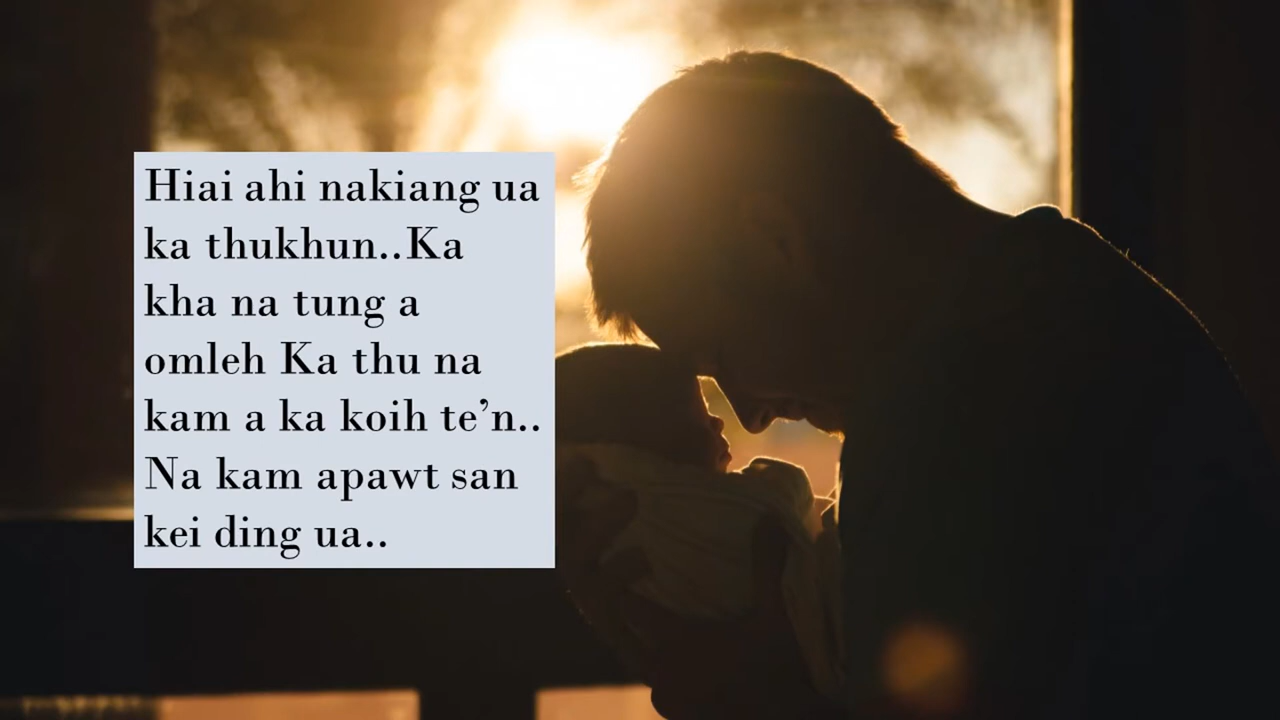 Hiai ahi nakiang ua
ka thukhun..Ka
kha na tung a
omleh Ka thu na
kam a ka koih te’n..
Na kam apawt san
kei ding ua..